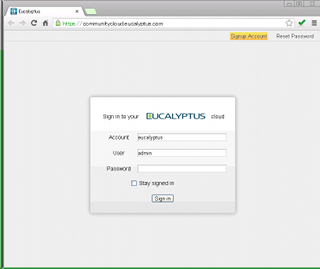 Eucalyptus
https://communitycloud.eucalyptus.com
Signup Account Reset Password
Sign in to your EUCALYPTUS cloud
Account eucalyptus
User admin
Password
Stay signed in
Sign in